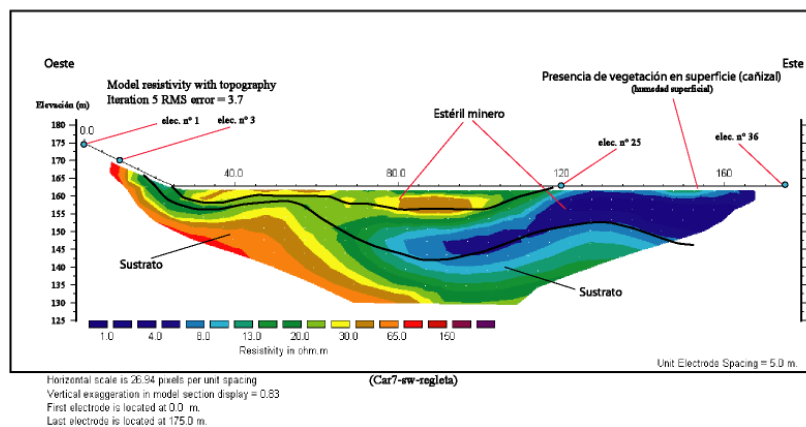 Oeste
Este
Model resistivity with topography
Iteration 5 RMS error = 3.7
Presencia de vegetación en superficie (cañizal)
(humedad superficial)
Elevación (m)
elec. nº 1
elec. nº 3
Estéril minero
elec. nº 25
elec. nº 36
180
175
170
165
160
155
150
145
140
135
130
125
0.0
40.0
80.0
120
160
Sustrato
Sustrato
1.0 4.0 8.0 13.0 20.0 30.0 65.0 150
Resistivity in ohm.m
Unit Electrode Spacing = 5.0 m.
Horizontal scale is 26.94 pixels per unit spacing
(Car7-sw-regleta)
Vertical exaggeration in model section display = 0.83
First electrode is located at 0.0 m.
Last electrode is located at 175.0 m.